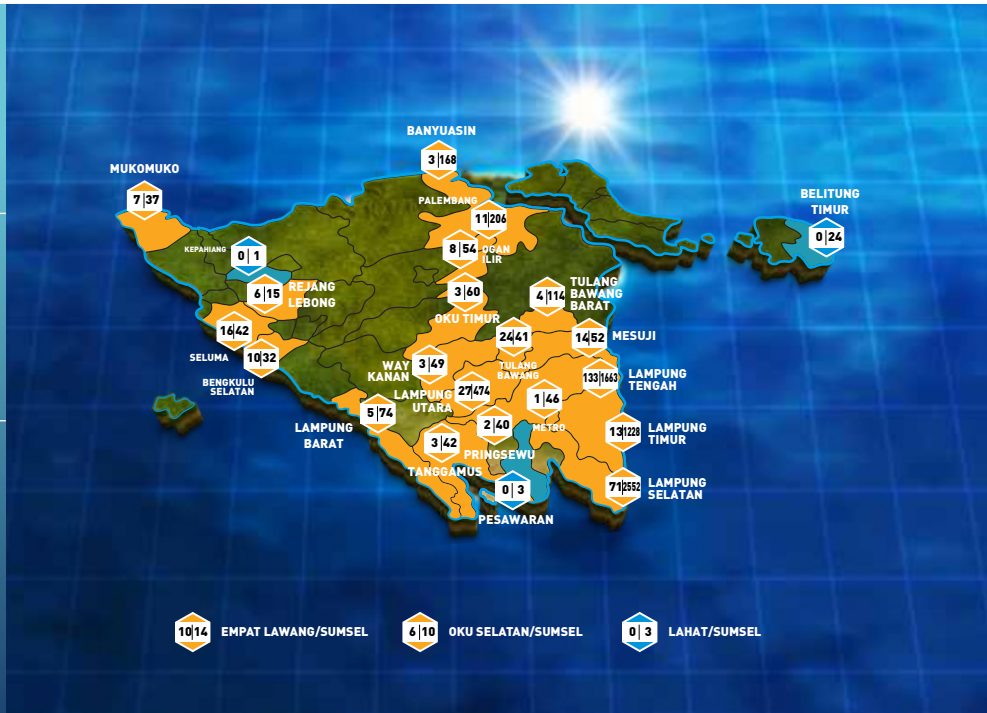 BANYUASIN
3|168
MUKOMUKO
7|37
PALEMBANG
11|206
BELITUNG
TIMUR
0|24
KEPAHIANG
0|1
8|54
OGAN
ILIR
6|15
REJANG
LEBONG
3|60
OKU TIMUR
4|114
TULANG
BAWANG
BARAT
16|42
SELUMA
24|41
TULANG
BAWANG
14|52
MESUJI
10|32
BENGKULU
SELATAN
WAY
KANAN
3|49
133|1663
LAMPUNG
TENGAH
LAMPUNG
UTARA
27|474
1|46
METRO
5|74
LAMPUNG
BARAT
2|40
PRINGSEWU
13|1228
LAMPUNG
TIMUR
3|42
TANGGAMUS
0|3
PESAWARAN
71|2552
LAMPUNG
SELATAN
10|14 EMPAT LAWANG/SUMSEL
6|10 OKU SELATAN/SUMSEL
0|3 LAHAT/SUMSEL